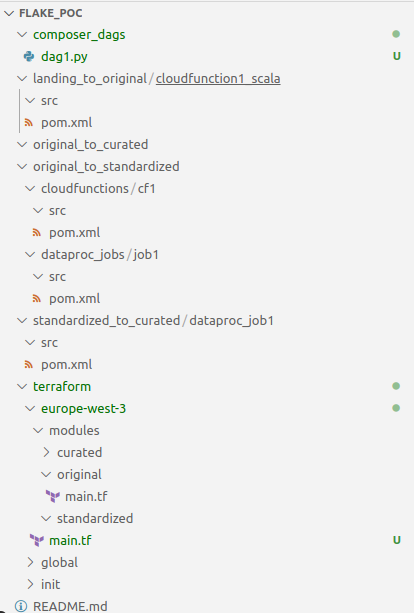 FLAKE_POC
composer_dags
dag1.py U
landing_to_original/cloudfunction1_scala
src
pom.xml
original_to_curated
original_to_standardized
cloudfunctions/cf1
src
pom.xml
dataproc_jobs/job1
src
pom.xml
standardized_to_curated/dataproc_job1
src
pom.xml
terraform
europe-west-3
modules
curated
original
main.tf
standardized
main.tf U
global
init
README.md